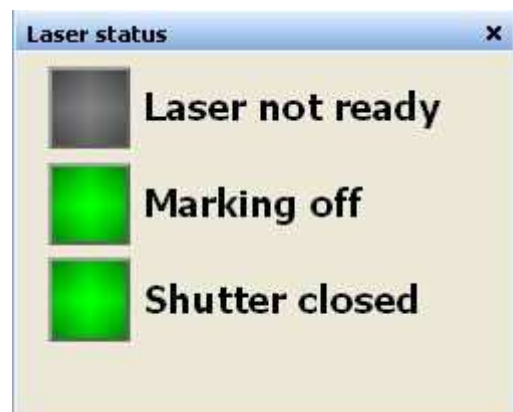 Laser status
Laser not ready
Marking off
Shutter closed